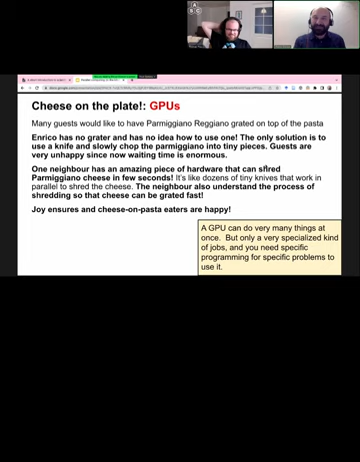 Cheese on the plate!: GPUs
Many guests would like to have Parmiggiano Reggiano grated on top of the pasta
Enrico has no grater and has no idea how to use one! The only solution is to
use a knife and slowly chop the parmiggiano into tiny pieces. Guests are
very unhappy since now waiting time is enormous.
One neighbour has an amazing piece of hardware that can shred
Parmiggiano cheese in few seconds! It's like dozens of tiny knives that work in
parallel to shred the cheese. The neighbour also understand the process of
shredding so that cheese can be grated fast!
Joy ensures and cheese-on-pasta eaters are happy!
A GPU can do very many things at
once. But only a very specialized kind
of jobs, and you need specific
programming for specific problems to
use it.